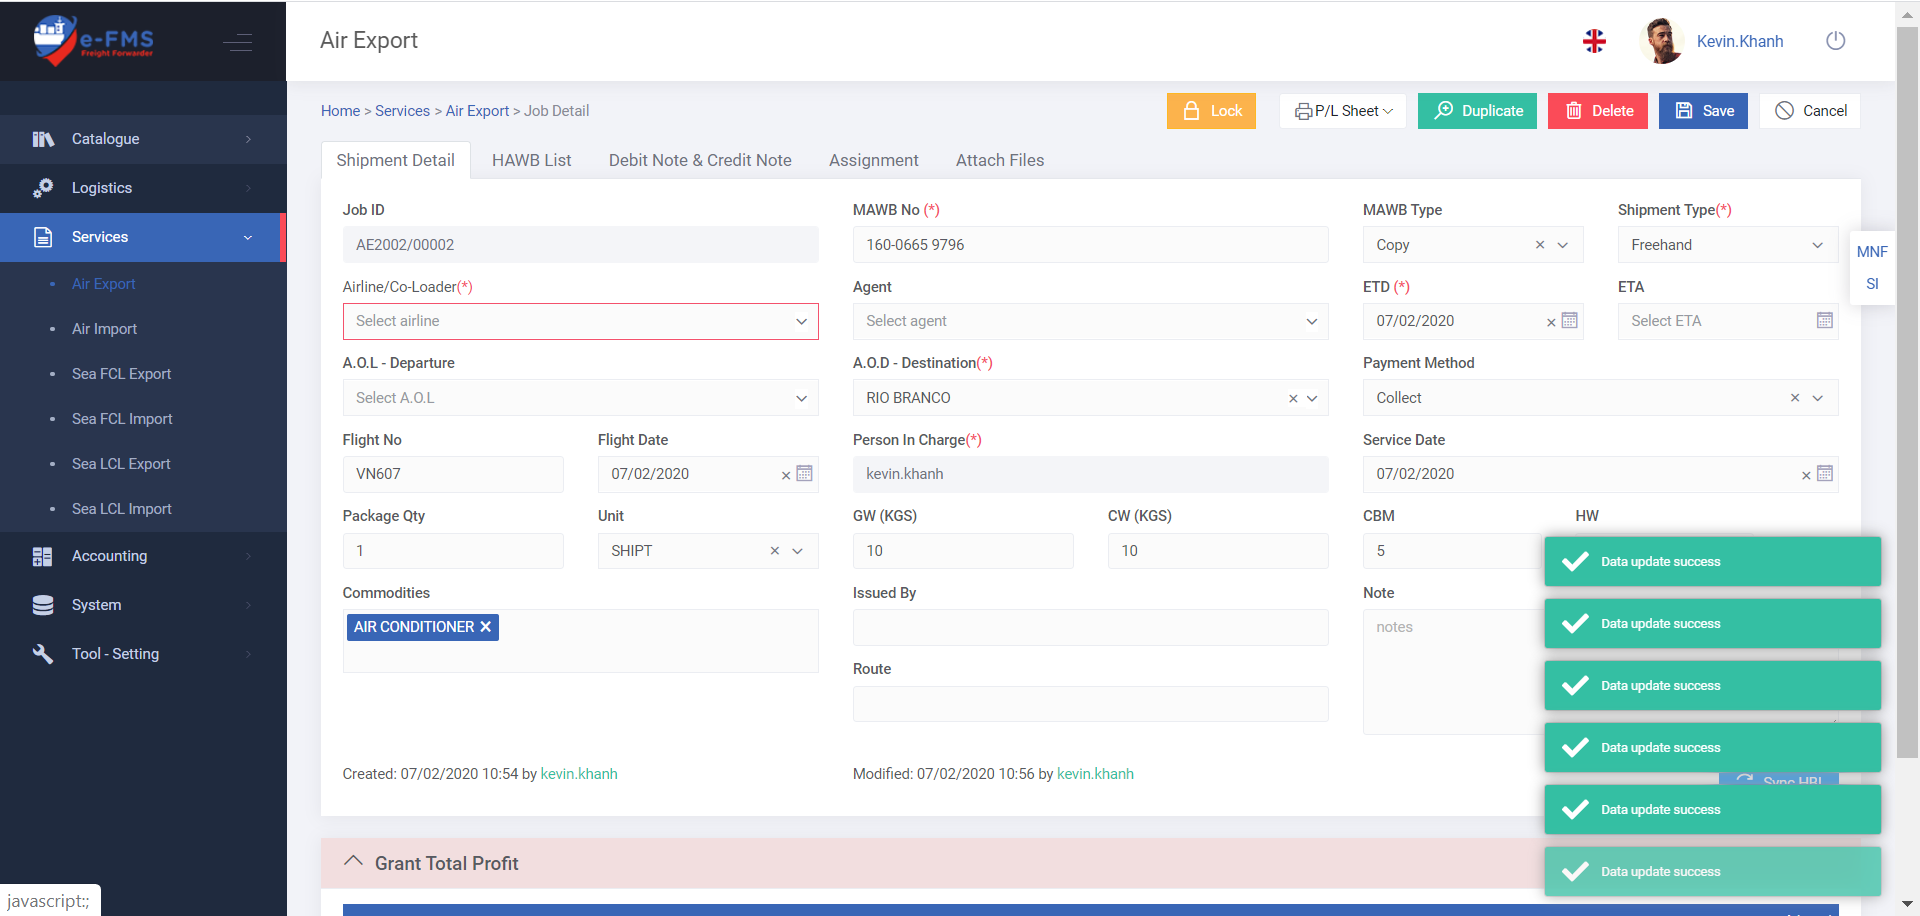 e-FMS
Freight Forwarder
Air Export
Kevin.Khanh
Home > Services > Air Export > Job Detail
Lock
P/L Sheet
Duplicate
Delete
Save
Cancel
Catalogue
Logistics
Services
Air Export
Air Import
Sea FCL Export
Sea FCL Import
Sea LCL Export
Sea LCL Import
Accounting
System
Tool - Setting
Shipment Detail
HAWB List
Debit Note & Credit Note
Assignment
Attach Files
Job ID
MAWB No (*)
MAWB Type
Shipment Type(*)
AE2002/00002
160-0665 9796
Copy
Freehand
MNF
SI
Airline/Co-Loader(*)
Agent
ETD (*)
ETA
Select airline
Select agent
07/02/2020
Select ETA
A.O.L - Departure
A.O.D - Destination(*)
Payment Method
Select A.O.L
RIO BRANCO
Collect
Flight No
Flight Date
Person In Charge(*)
Service Date
VN607
07/02/2020
kevin.khanh
07/02/2020
Package Qty
Unit
GW (KGS)
CW (KGS)
CBM
HW
1
SHIPT
10
10
5
Commodities
Issued By
Note
AIR CONDITIONER
notes
Route
Created: 07/02/2020 10:54 by kevin.khanh
Modified: 07/02/2020 10:56 by kevin.khanh
Sync HBL
Data update success
Data update success
Data update success
Data update success
Data update success
Data update success
Grant Total Profit
javascript:;